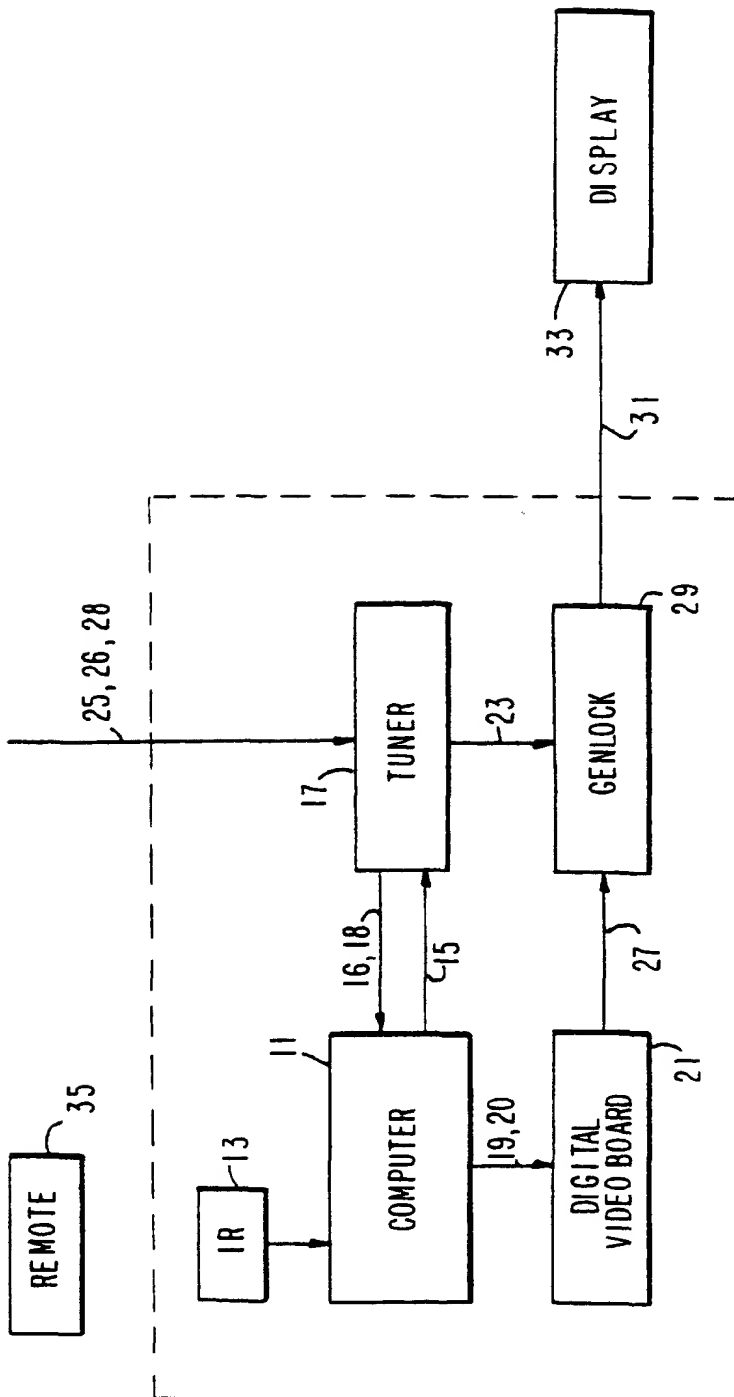 REMOTE
35
25, 26, 28
IR
13
COMPUTER
11
16, 18
15
TUNER
17
19, 20
23
DIGITAL
VIDEO BOARD
21
27
GENLOCK
29
31
DISPLAY
33